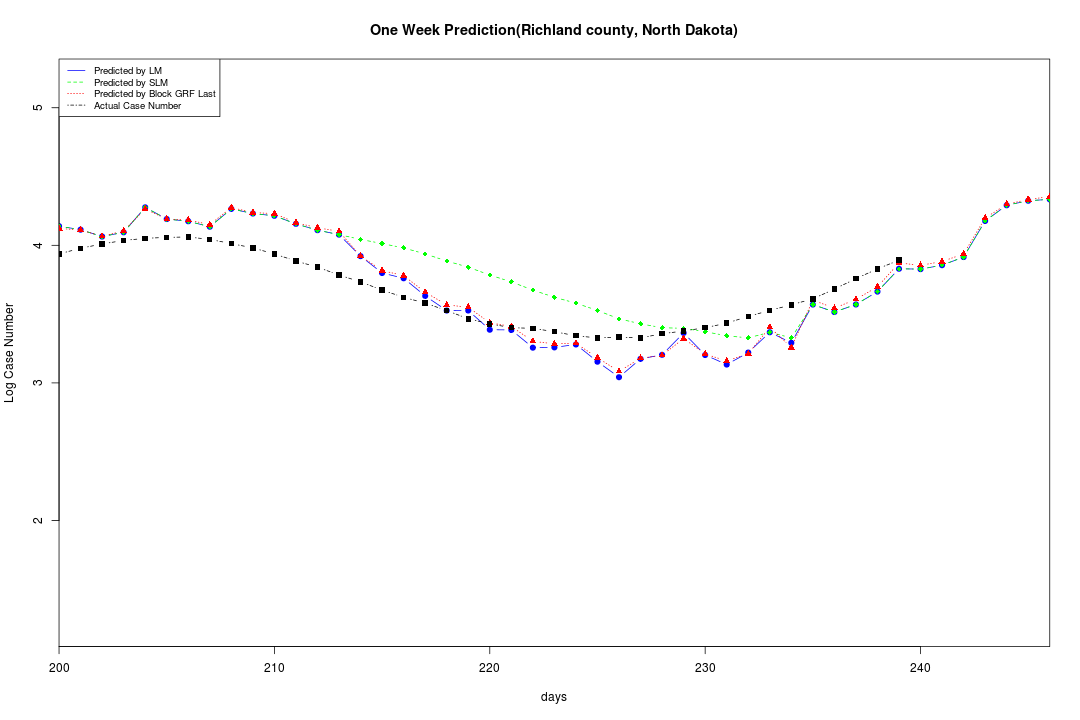 One Week Prediction(Richland county, North Dakota)
Predicted by LM
Predicted by SLM
Predicted by Block GRF Last
Actual Case Number
5
4
3
2
Log Case Number
200
210
220
230
240
days